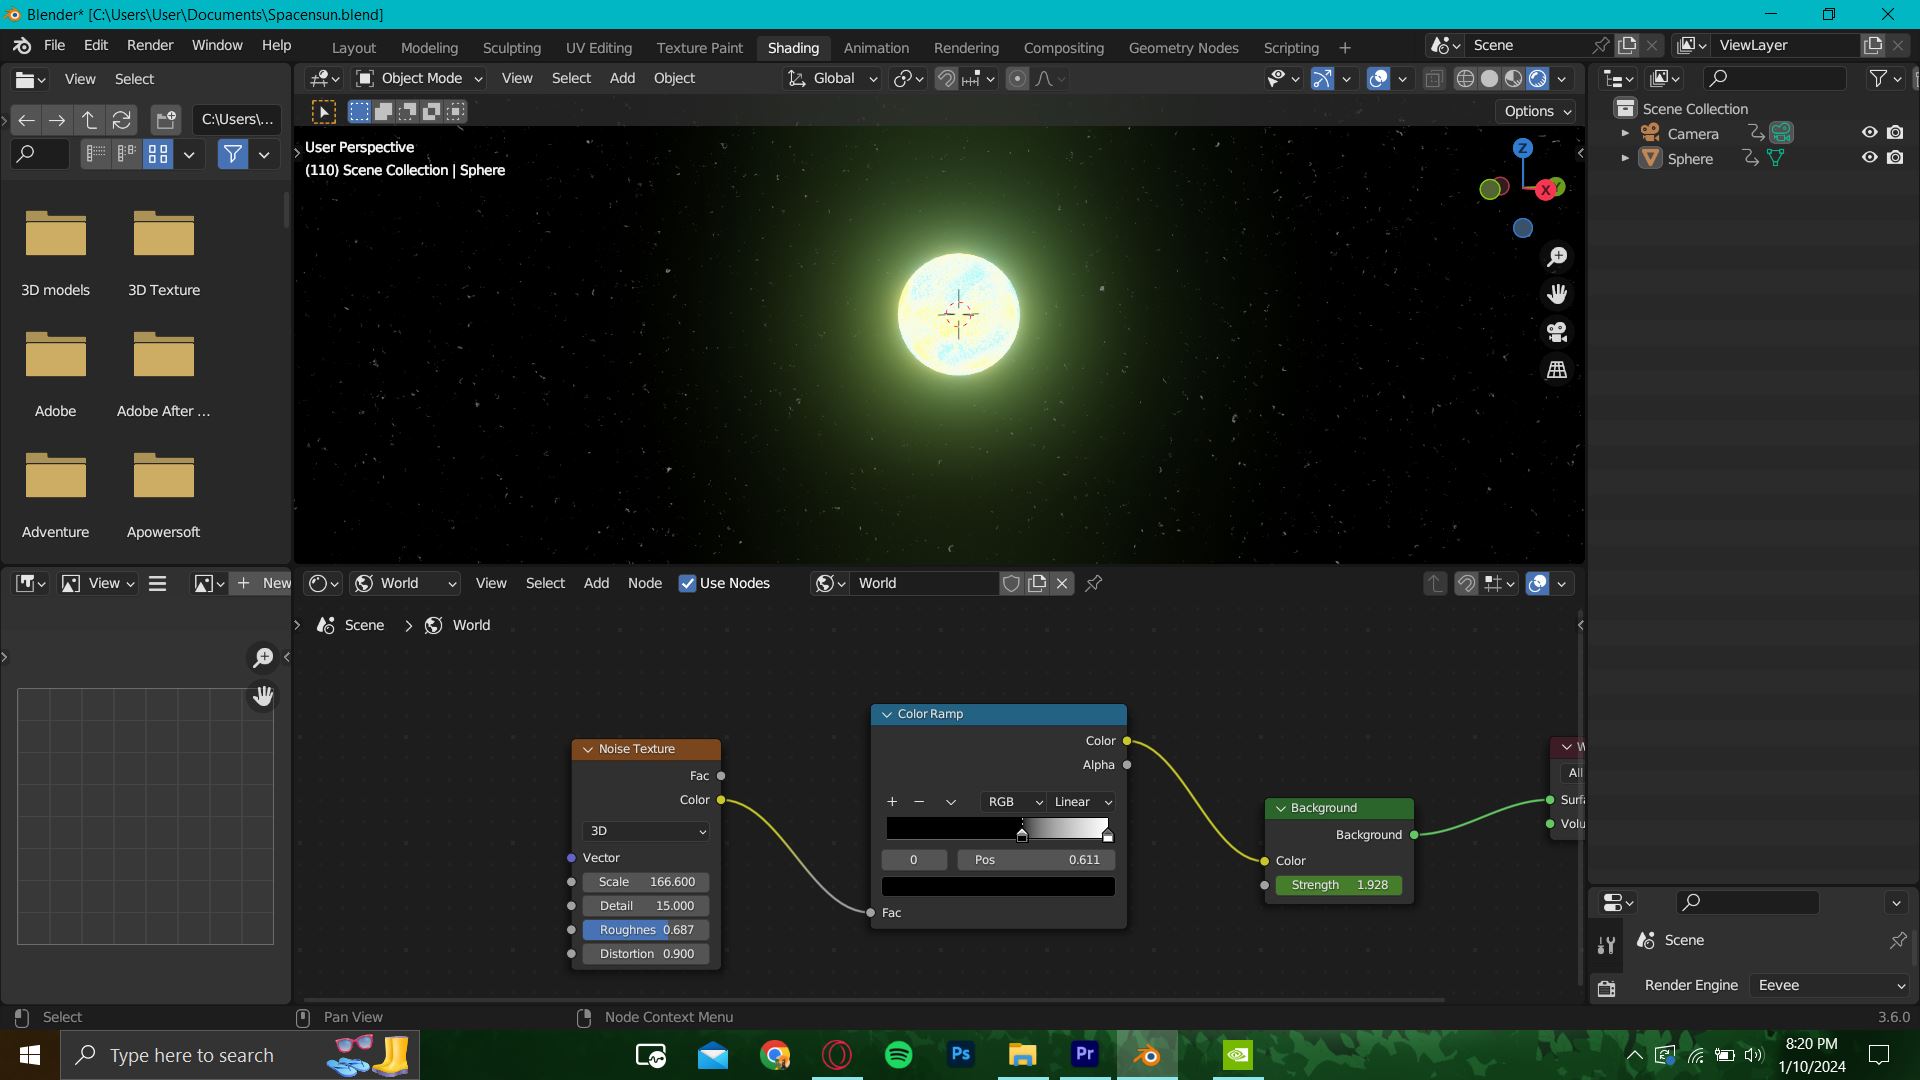 Blender* [C:\Users\User\Documents\Spacensun.blend]
File Edit Render Window Help
Layout Modeling Sculpting UV Editing Texture Paint Shading Animation Rendering Compositing Geometry Nodes Scripting
Scene
ViewLayer
View Select
Object Mode View Select Add Object
Global
C:\Users\...
Options
Scene Collection
Camera
Sphere
User Perspective
(110) Scene Collection | Sphere
Z
X
Y
3D models
3D Texture
Adobe
Adobe After ...
Adventure
Apowersoft
View
New
World
View Select Add Node Use Nodes
World
Scene > World
Noise Texture
Fac
Color
3D
Vector
Scale 166.600
Detail 15.000
Roughnes 0.687
Distortion 0.900
Color Ramp
Color
Alpha
RGB
Linear
0
Pos 0.611
Fac
Background
Background
Color
Strength 1.928
W
All
Surfa
Volu
Scene
Render Engine Eevee
Select
Pan View
Node Context Menu
3.6.0
Type here to search
Ps
Pr
8:20 PM
1/10/2024